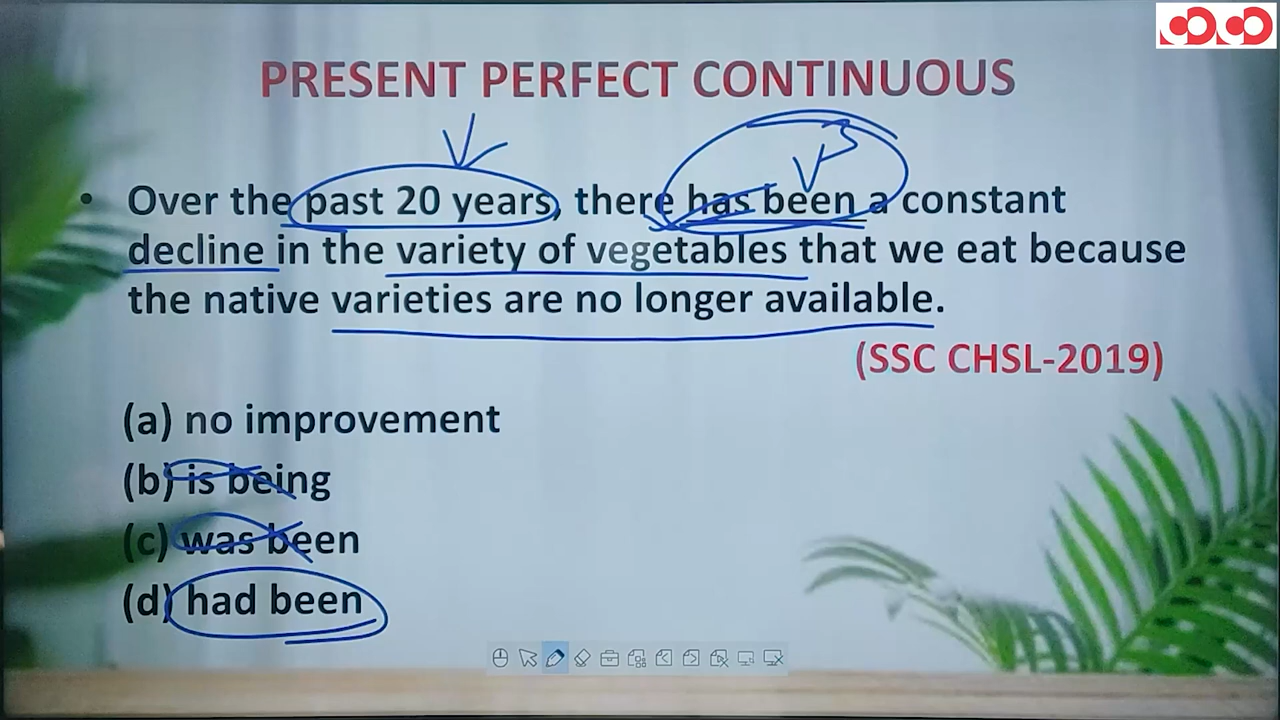 PRESENT PERFECT CONTINUOUS
• Over the past 20 years, there has been a constant
decline in the variety of vegetables that we eat because
the native varieties are no longer available.
(SSC CHSL-2019)
(a) no improvement
(b) is being
(c) was been
(d) had been